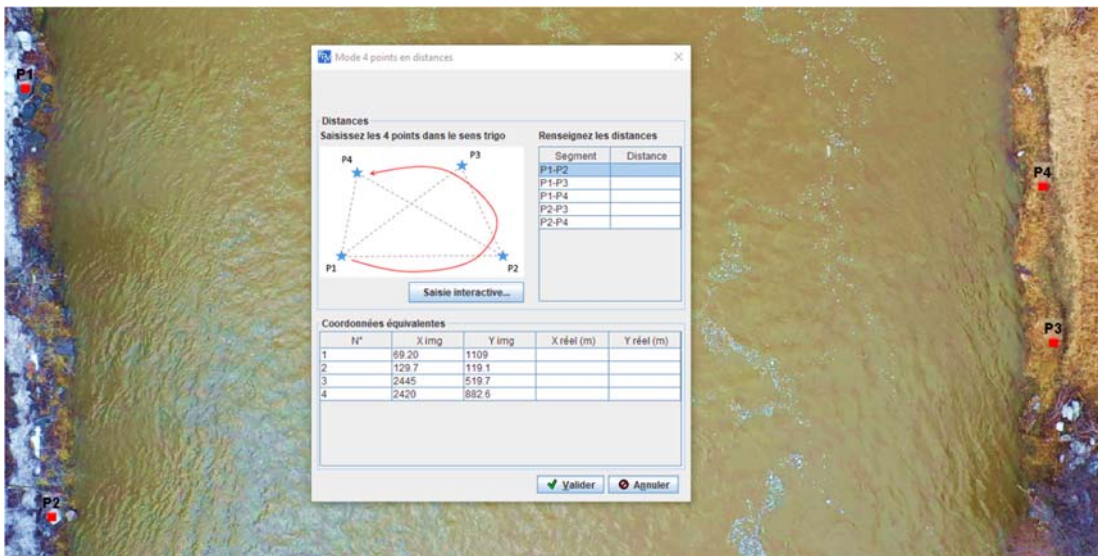 Mode 4 points en distances
Distances
Saisissez les 4 points dans le sens trigo
Renseignez les distances
P4
P3
P1
P2
Saisie interactive...
Segment Distance
P1-P2
P1-P3
P1-P4
P2-P3
P2-P4
Coordonnées équivalentes
N° X img Y img X réel (m) Y réel (m)
1 69.20 1109
2 129.7 119.1
3 2445 519.7
4 2420 882.6
Valider Annuler
P1
P2
P4
P3